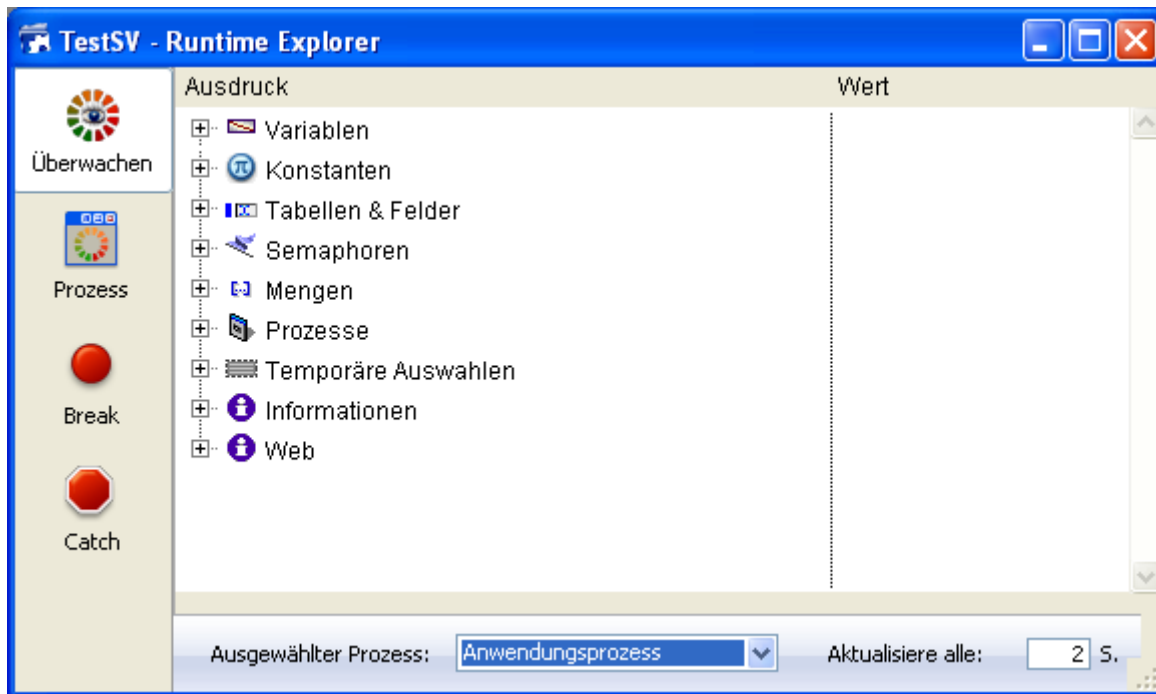 TestSV - Runtime Explorer
Ausdruck Wert
Überwachen
Prozess
Break
Catch
Variablen
Konstanten
Tabellen & Felder
Semaphoren
Mengen
Prozesse
Temporäre Auswahlen
Informationen
Web
Ausgewählter Prozess: Anwendungsprozess Aktualisiere alle: 2 S.